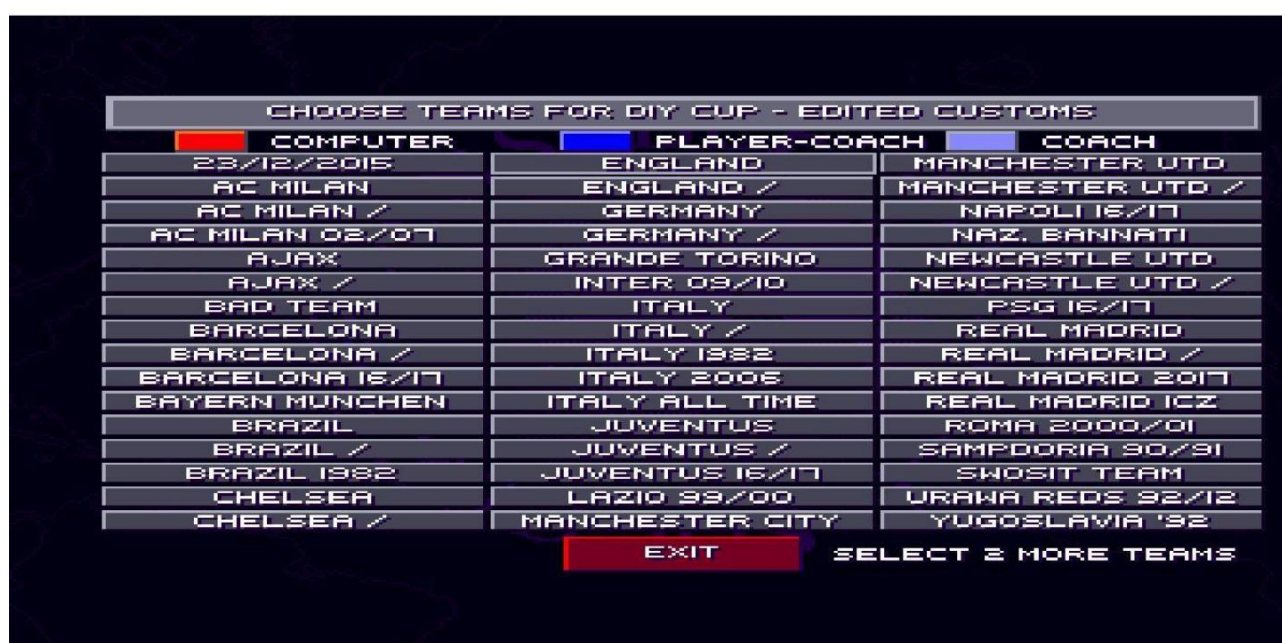 CHOOSE TEAMS FOR DIY CUP - EDITED CUSTOMS
COMPUTER PLAYER-COACH COACH
23/12/2015 ENGLAND MANCHESTER UTD
AC MILAN ENGLAND / MANCHESTER UTD /
AC MILAN / GERMANY NAPOLI 16/17
AC MILAN 02/07 GERMANY / NAZ. BANNATI
AJAX GRANDE TORINO NEWCASTLE UTD
AJAX / INTER 09/10 NEWCASTLE UTD /
BAD TEAM ITALY PSG 16/17
BARCELONA ITALY / REAL MADRID
BARCELONA / ITALY 1982 REAL MADRID /
BARCELONA 16/17 ITALY 2006 REAL MADRID 2017
BAYERN MUNCHEN ITALY ALL TIME REAL MADRID ICZ
BRAZIL JUVENTUS ROMA 2000/01
BRAZIL / JUVENTUS / SAMPDORIA 90/91
BRAZIL 1982 JUVENTUS 16/17 SWOSIT TEAM
CHELSEA LAZIO 99/00 URAWA REDS 92/12
CHELSEA / MANCHESTER CITY YUGOSLAVIA '92
EXIT SELECT 2 MORE TEAMS